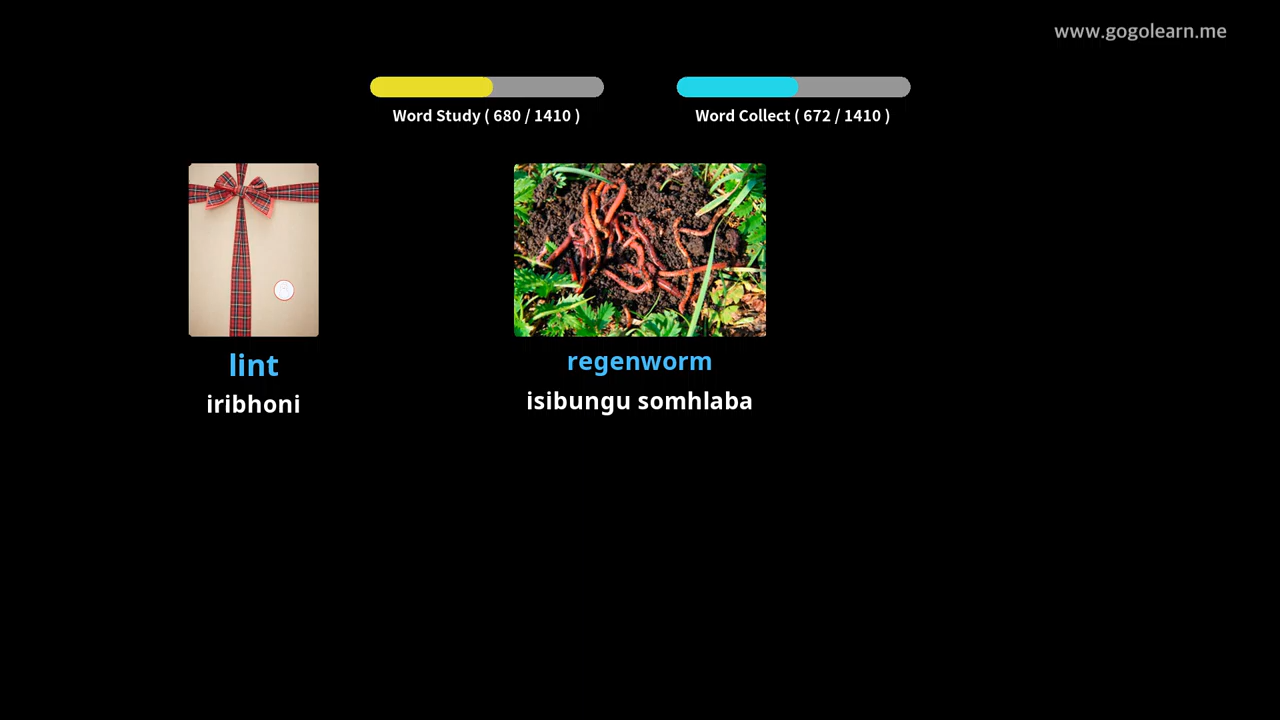 www.gogolearn.me
Word Study ( 680 / 1410 )
Word Collect ( 672 / 1410 )
lint
iribhoni
regenworm
isibungu somhlaba